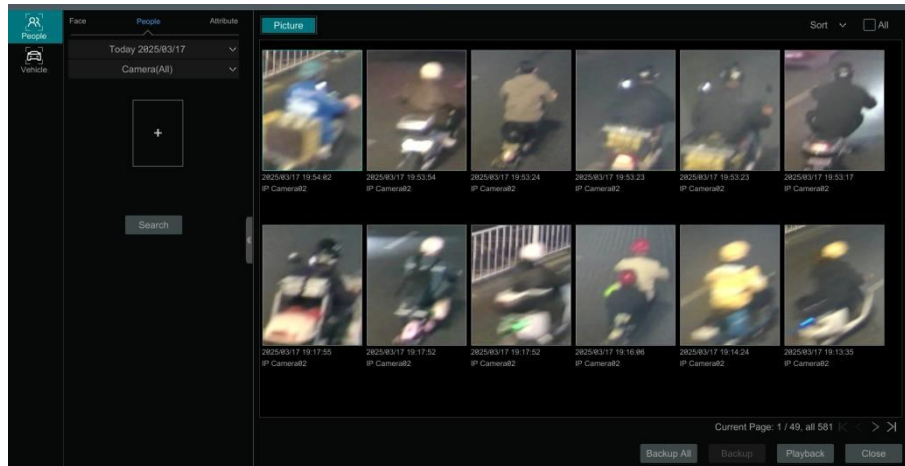 People
Vehicle
Face People Attribute
Today 2025/03/17
Camera(All)
+
Search
Picture
Sort
All
2025/03/17 19:54:02
IP Camera02
2025/03/17 19:53:54
IP Camera02
2025/03/17 19:53:24
IP Camera02
2025/03/17 19:53:23
IP Camera02
2025/03/17 19:53:23
IP Camera02
2025/03/17 19:53:17
IP Camera02
2025/03/17 19:17:55
IP Camera02
2025/03/17 19:17:52
IP Camera02
2025/03/17 19:17:52
IP Camera02
2025/03/17 19:16:06
IP Camera02
2025/03/17 19:14:24
IP Camera02
2025/03/17 19:13:35
IP Camera02
Current Page: 1 / 49, all 581
Backup All Backup Playback Close